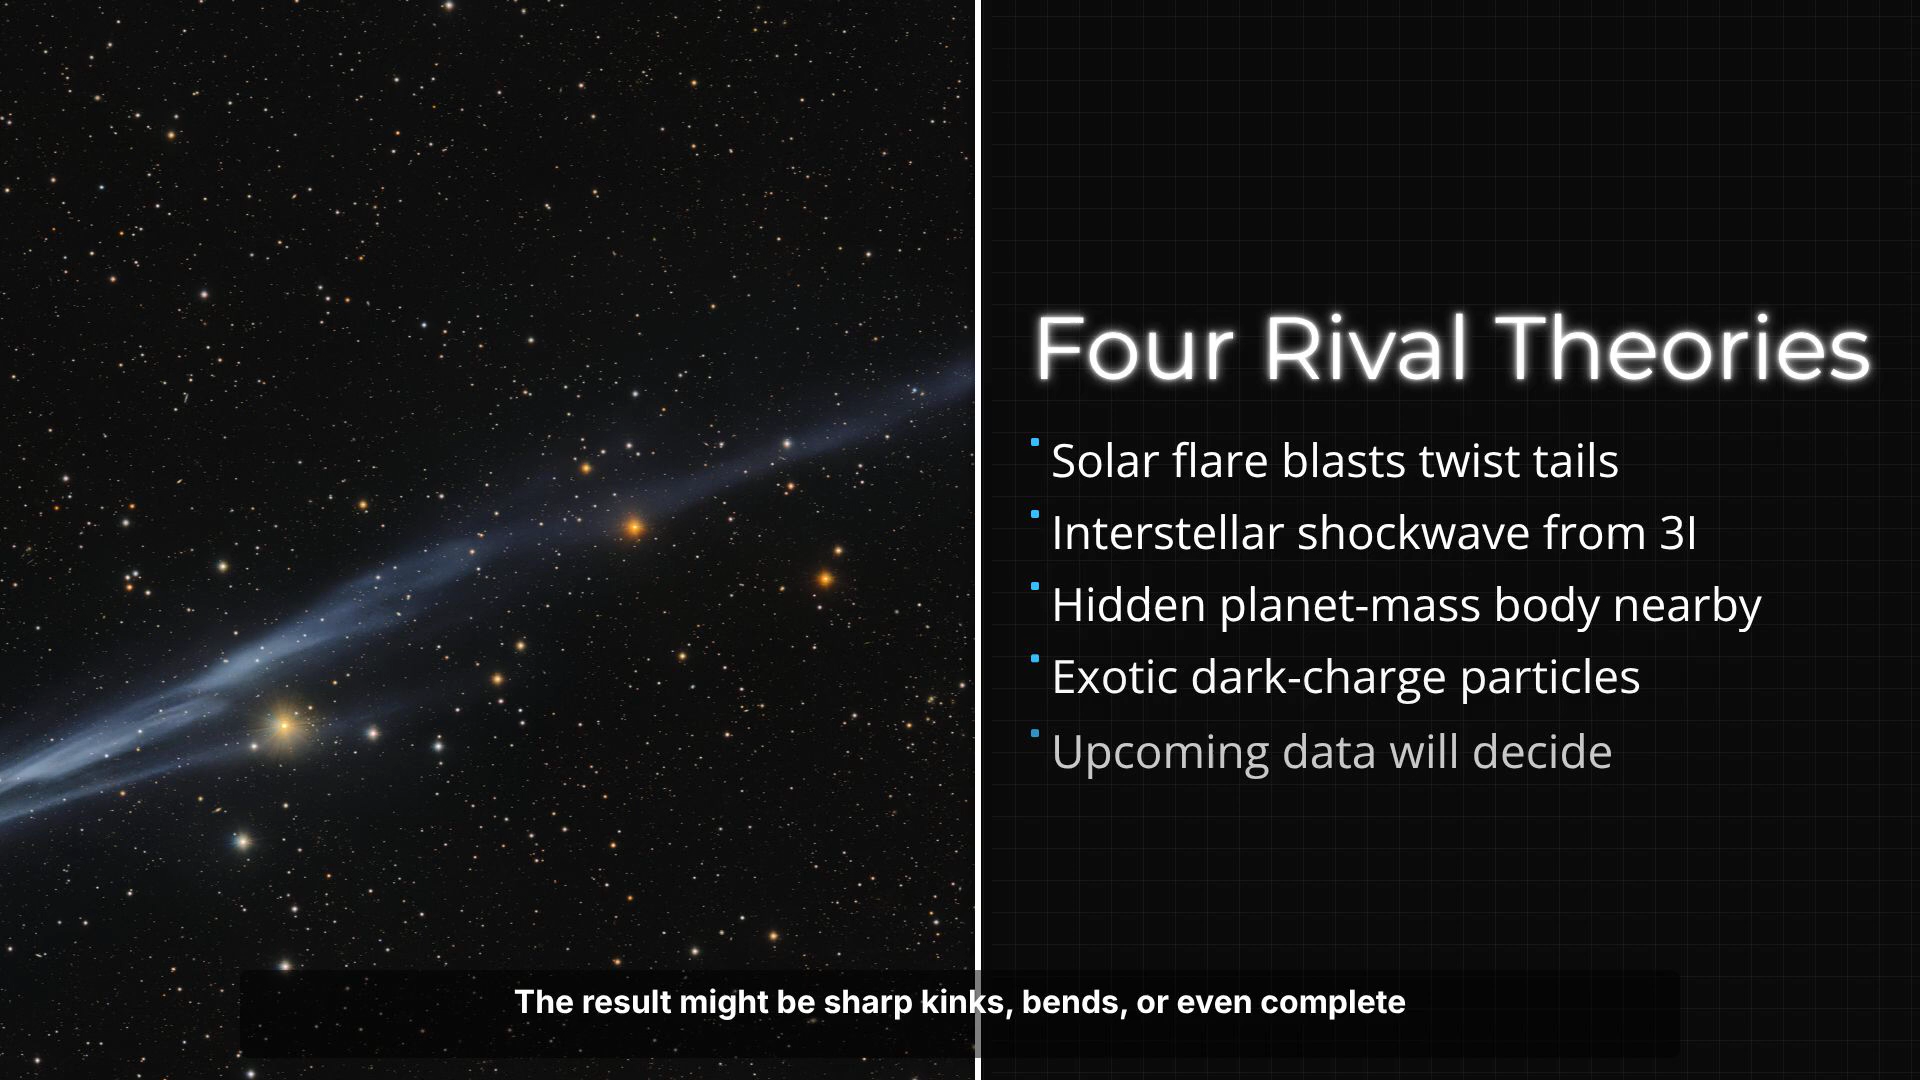 Four Rival Theories
Solar flare blasts twist tails
Interstellar shockwave from 3I
Hidden planet-mass body nearby
Exotic dark-charge particles
Upcoming data will decide
The result might be sharp kinks, bends, or even complete